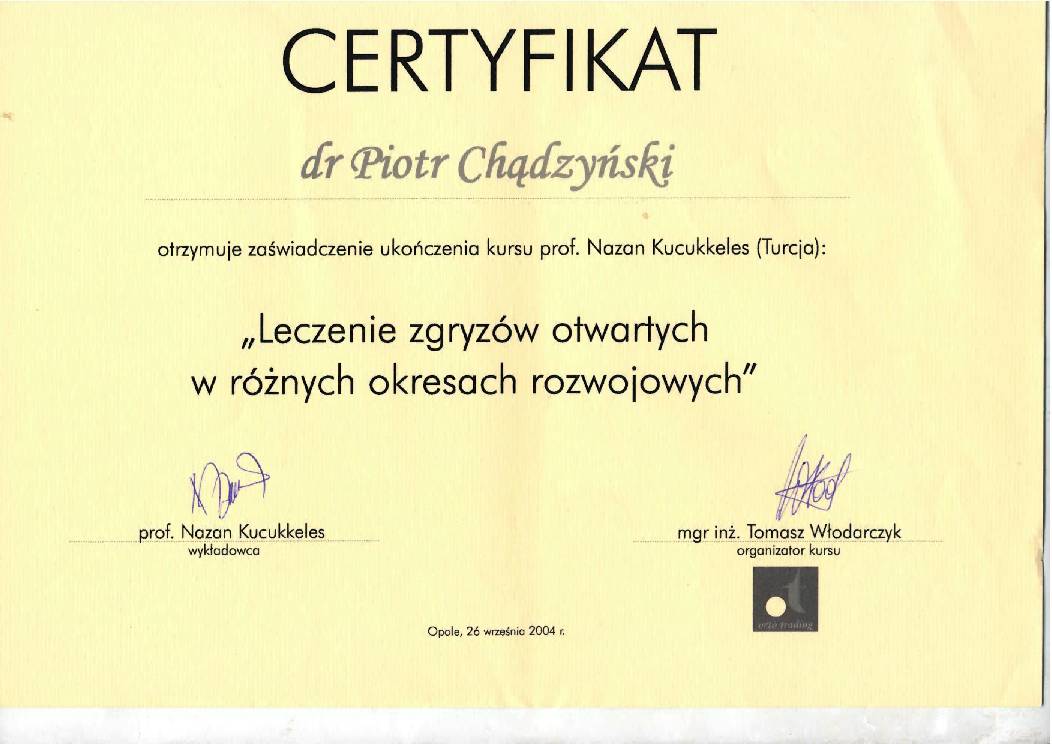 CERTYFIKAT
dr Piotr Chądzyński
otrzymuje zaświadczenie ukończenia kursu prof. Nazan Kucukkeles (Turcja):
„Leczenie zgryzów otwartych
w różnych okresach rozwojowych”
prof. Nazan Kucukkeles
wykładowca
mgr inż. Tomasz Włodarczyk
organizator kursu
orto trading
Opole, 26 września 2004 r.